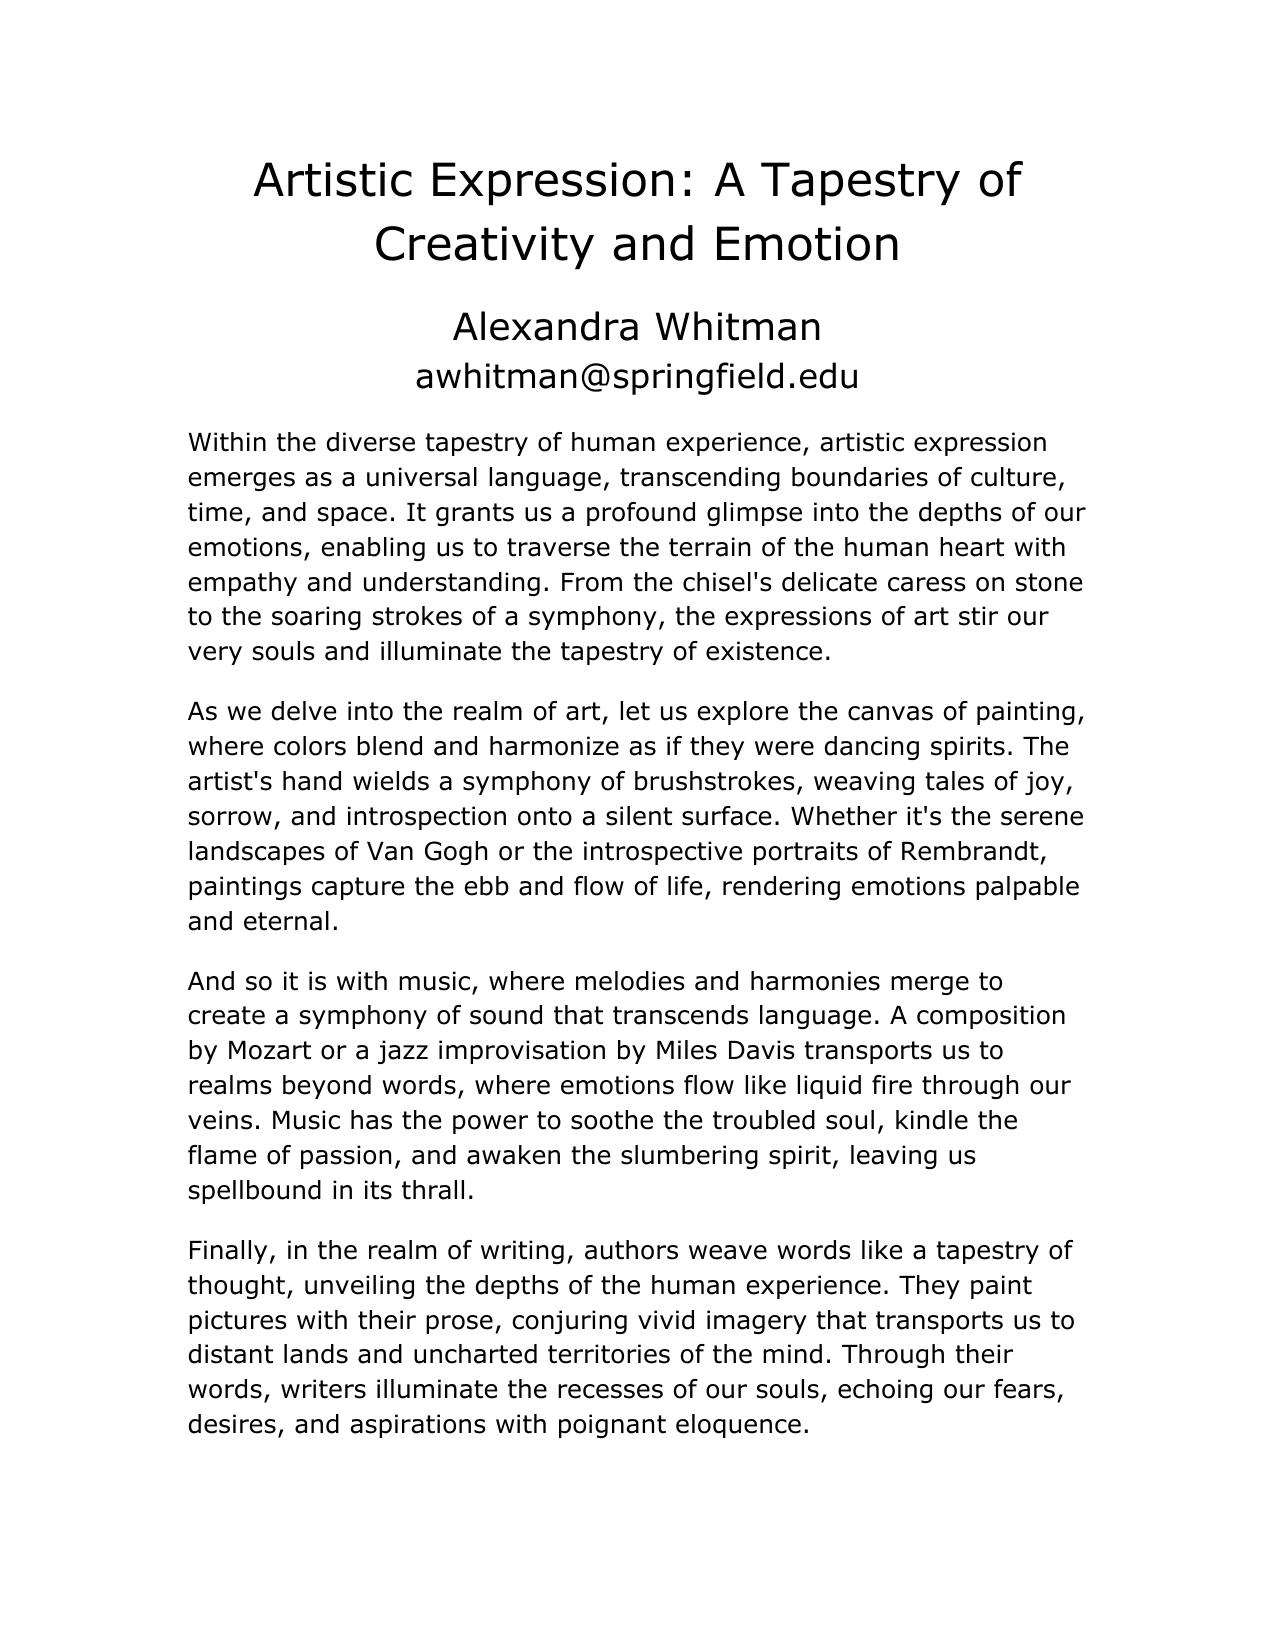 Artistic Expression: A Tapestry of
Creativity and Emotion
Alexandra Whitman
awhitman@springfield.edu
Within the diverse tapestry of human experience, artistic expression
emerges as a universal language, transcending boundaries of culture,
time, and space. It grants us a profound glimpse into the depths of our
emotions, enabling us to traverse the terrain of the human heart with
empathy and understanding. From the chisel's delicate caress on stone
to the soaring strokes of a symphony, the expressions of art stir our
very souls and illuminate the tapestry of existence.
As we delve into the realm of art, let us explore the canvas of painting,
where colors blend and harmonize as if they were dancing spirits. The
artist's hand wields a symphony of brushstrokes, weaving tales of joy,
sorrow, and introspection onto a silent surface. Whether it's the serene
landscapes of Van Gogh or the introspective portraits of Rembrandt,
paintings capture the ebb and flow of life, rendering emotions palpable
and eternal.
And so it is with music, where melodies and harmonies merge to
create a symphony of sound that transcends language. A composition
by Mozart or a jazz improvisation by Miles Davis transports us to
realms beyond words, where emotions flow like liquid fire through our
veins. Music has the power to soothe the troubled soul, kindle the
flame of passion, and awaken the slumbering spirit, leaving us
spellbound in its thrall.
Finally, in the realm of writing, authors weave words like a tapestry of
thought, unveiling the depths of the human experience. They paint
pictures with their prose, conjuring vivid imagery that transports us to
distant lands and uncharted territories of the mind. Through their
words, writers illuminate the recesses of our souls, echoing our fears,
desires, and aspirations with poignant eloquence.